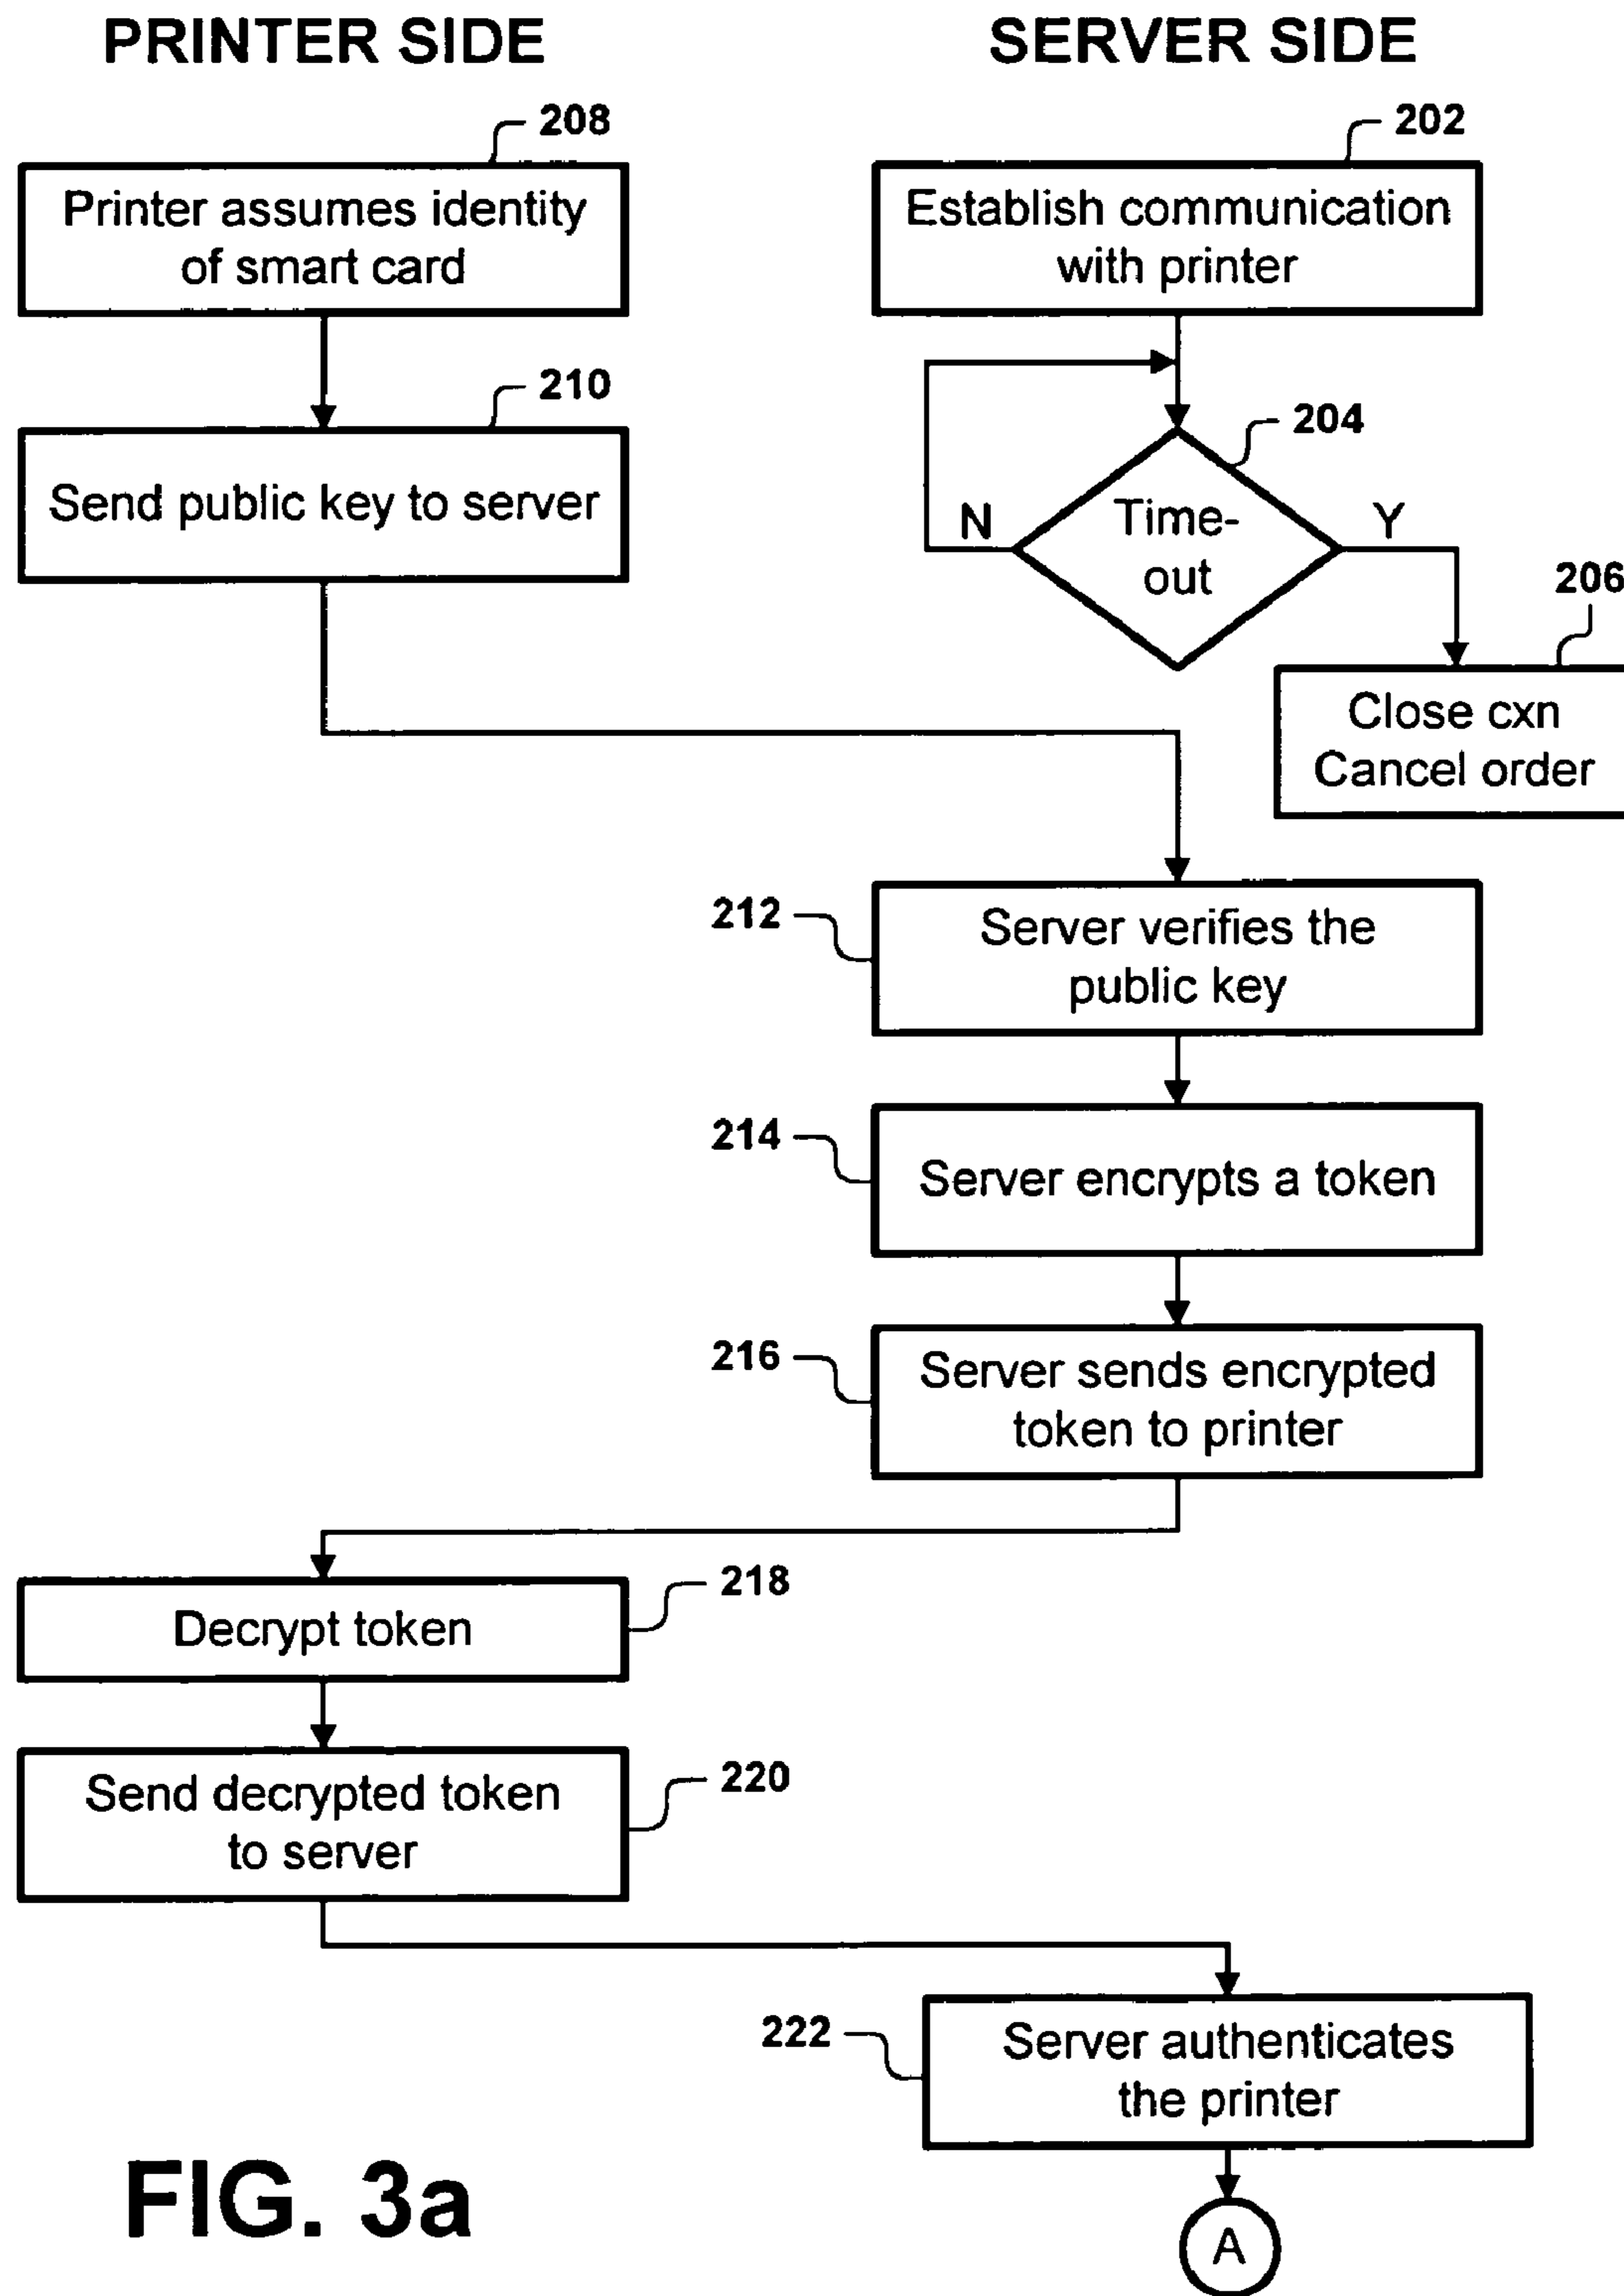 PRINTER SIDE
SERVER SIDE
208
202
Printer assumes identity
of smart card
Establish communication
with printer
210
Send public key to server
204
N
Time-
out
Y
206
Close cxn
Cancel order
212
Server verifies the
public key
214
Server encrypts a token
216
Server sends encrypted
token to printer
218
Decrypt token
220
Send decrypted token
to server
222
Server authenticates
the printer
A
FIG. 3a